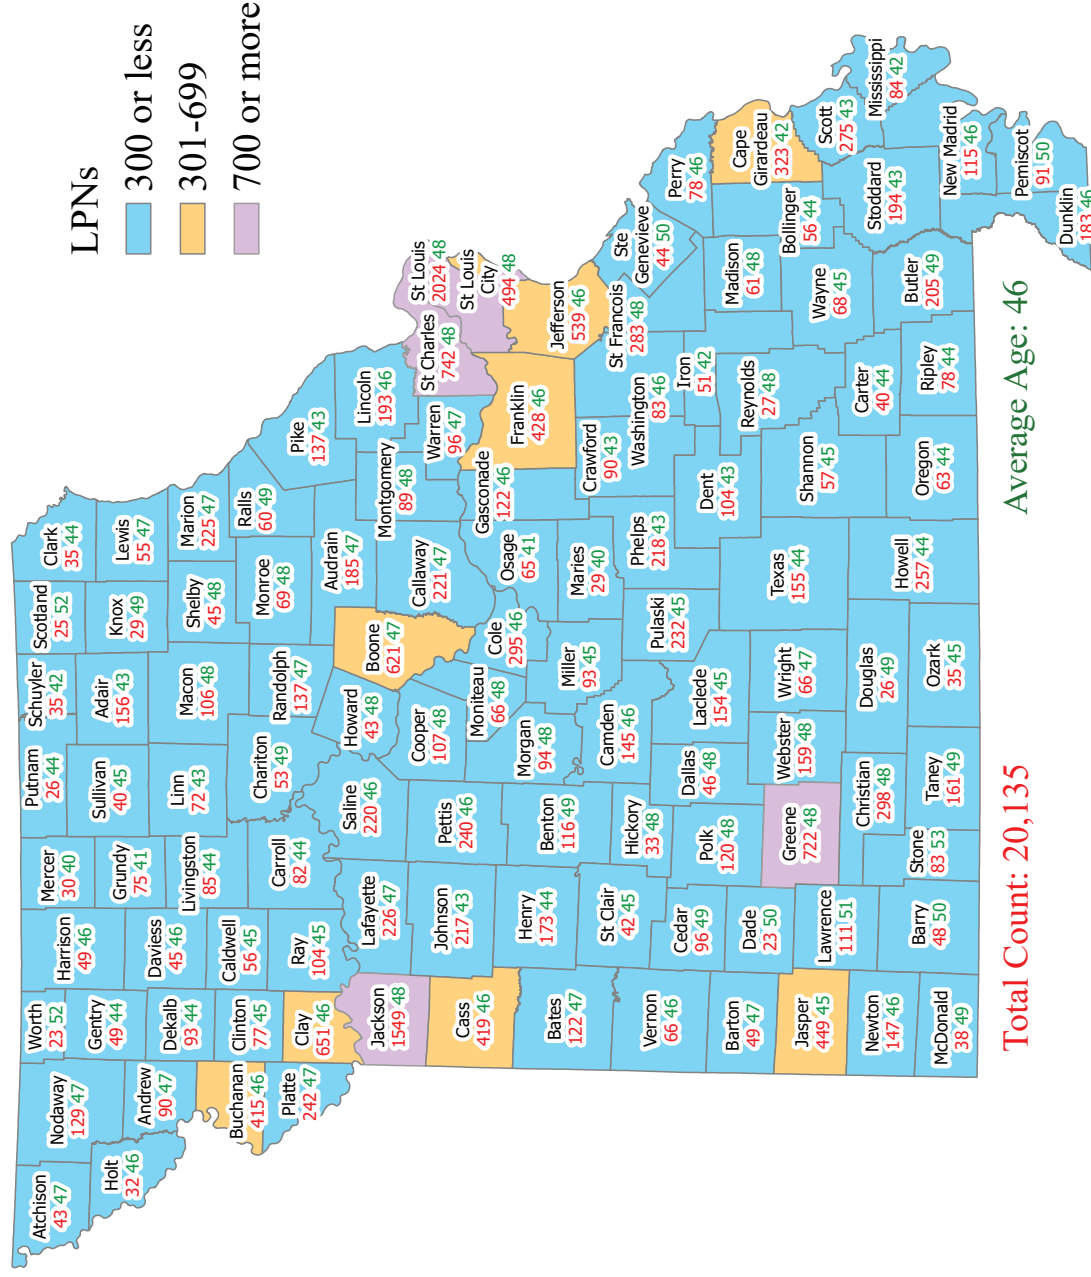 LPNs
300 or less
301-699
700 or more
Atchison
43 47
Nodaway
129 47
Worth
23 52
Harrison
49 46
Mercer
30 40
Putnam
26 44
Schuyler
35 42
Scotland
25 52
Clark
35 44
Holt
32 46
Andrew
90 47
Gentry
49 44
Daviess
45 46
Grundy
75 41
Sullivan
40 45
Adair
156 43
Knox
29 49
Lewis
55 47
Buchanan
415 46
Dekalb
93 44
Caldwell
56 45
Livingston
85 44
Linn
72 43
Macon
106 48
Shelby
45 48
Marion
225 47
Platte
242 47
Clinton
77 45
Clay
651 46
Ray
104 45
Carroll
82 44
Chariton
53 49
Randolph
137 47
Monroe
69 48
Ralls
60 49
Pike
137 43
Jackson
1549 48
Lafayette
226 47
Saline
220 46
Howard
43 48
Boone
621 47
Audrain
185 47
Montgomery
89 48
Lincoln
193 46
Cass
419 46
Johnson
217 43
Pettis
240 46
Cooper
107 48
Moniteau
66 48
Cole
295 46
Callaway
221 47
Warren
96 47
St Charles
742 48
St Louis
2024 48
St Louis
City
494 48
Bates
122 47
Henry
173 44
Benton
116 49
Morgan
94 48
Miller
93 45
Osage
65 41
Gasconade
122 46
Franklin
428 46
Jefferson
539 46
Vernon
66 46
St Clair
42 45
Hickory
33 48
Camden
145 46
Maries
29 40
Phelps
218 43
Crawford
90 43
Washington
83 46
St Francois
283 48
Ste
Genevieve
44 50
Perry
78 46
Barton
49 47
Cedar
96 49
Polk
120 48
Dallas
46 48
Laclede
154 45
Pulaski
232 45
Dent
104 43
Iron
51 42
Madison
61 48
Cape
Girardeau
323 42
Jasper
449 45
Dade
23 50
Greene
722 48
Webster
159 48
Wright
66 47
Texas
155 44
Shannon
57 45
Reynolds
27 48
Wayne
68 45
Bollinger
56 44
Scott
275 43
Mississippi
84 42
Newton
147 46
Lawrence
111 51
Christian
298 48
Douglas
26 49
Howell
257 44
Carter
40 44
Butler
205 49
Stoddard
194 43
New Madrid
115 46
McDonald
38 49
Barry
48 50
Stone
83 53
Taney
161 49
Ozark
35 45
Oregon
63 44
Ripley
78 44
Dunklin
183 46
Pemiscot
91 50
Total Count: 20,135
Average Age: 46